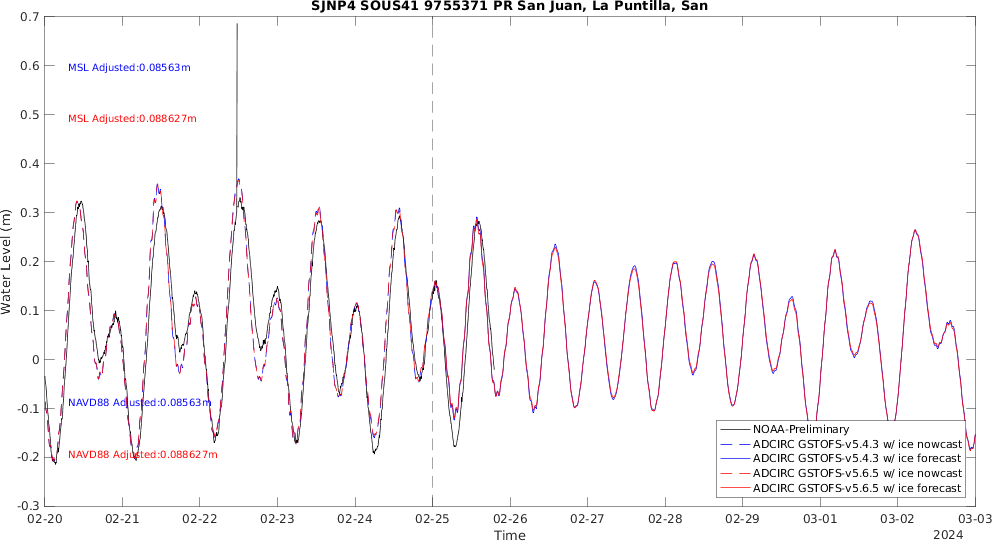 SJNP4 SOUS41 9755371 PR San Juan, La Puntilla, San
0.7
0.6
0.5
0.4
0.3
0.2
0.1
0
-0.1
-0.2
-0.3
Water Level (m)
MSL Adjusted:0.08563m
MSL Adjusted:0.088627m
NAVD88 Adjusted:0.08563m
NAVD88 Adjusted:0.088627m
NOAA-Preliminary
ADCIRC GSTOFS-v5.4.3 w/ ice nowcast
ADCIRC GSTOFS-v5.4.3 w/ ice forecast
ADCIRC GSTOFS-v5.6.5 w/ ice nowcast
ADCIRC GSTOFS-v5.6.5 w/ ice forecast
02-20 02-21 02-22 02-23 02-24 02-25 02-26 02-27 02-28 02-29 03-01 03-02 03-03
Time
2024